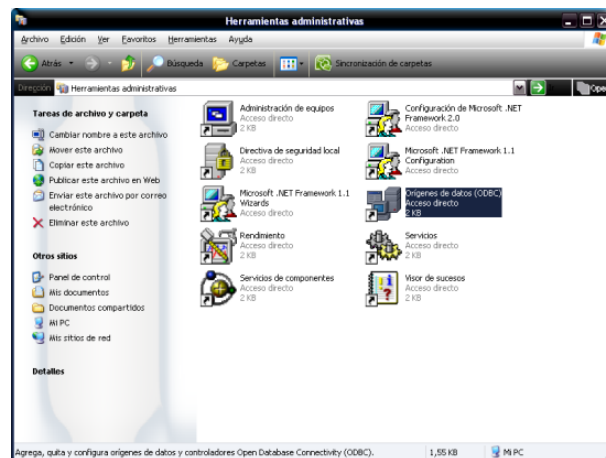 Herramientas administrativas
Archivo Edición Ver Favoritos Herramientas Ayuda
Atrás Búsqueda Carpetas Sincronización de carpetas
Dirección Herramientas administrativas
Tareas de archivo y carpeta
Cambiar nombre a este archivo
Mover este archivo
Copiar este archivo
Publicar este archivo en Web
Enviar este archivo por correo
electrónico
Eliminar este archivo
Otros sitios
Panel de control
Mis documentos
Documentos compartidos
Mi PC
Mis sitios de red
Detalles
Administración de equipos
Acceso directo
2 KB
Configuración de Microsoft .NET
Framework 2.0
Acceso directo
Directiva de seguridad local
Acceso directo
2 KB
Microsoft .NET Framework 1.1
Configuration
Acceso directo
Microsoft .NET Framework 1.1
Wizards
Acceso directo
Orígenes de datos (ODBC)
Acceso directo
2 KB
Rendimiento
Acceso directo
2 KB
Servicios
Acceso directo
2 KB
Servicios de componentes
Acceso directo
2 KB
Visor de sucesos
Acceso directo
2 KB
Agrega, quita y configura orígenes de datos y controladores Open Database Connectivity (ODBC). 1,55 KB Mi PC